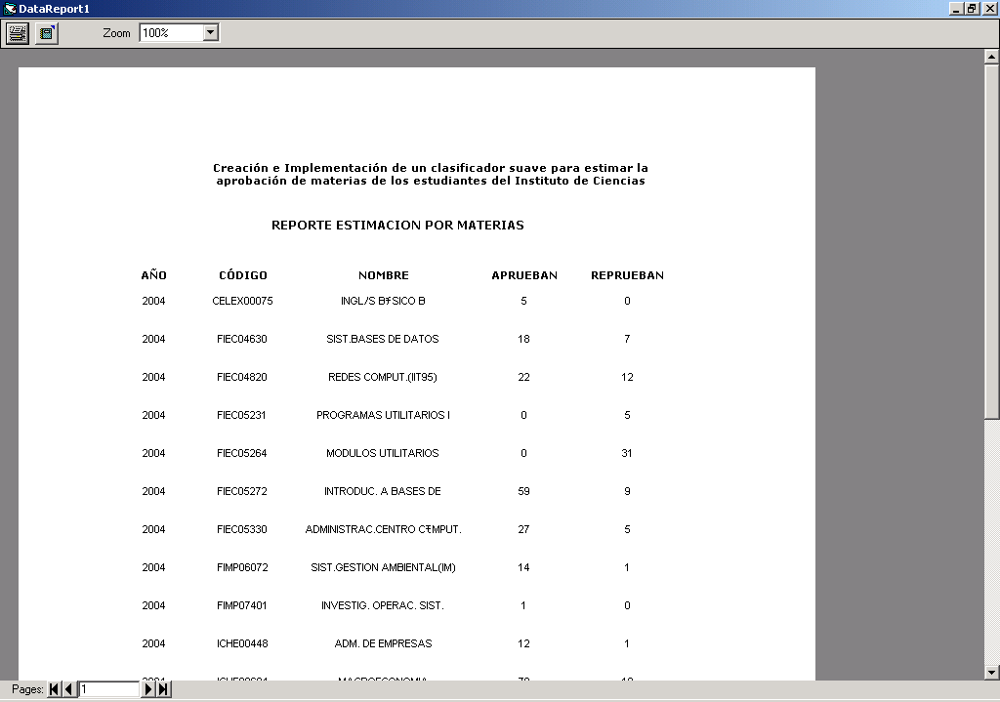 DataReport1
Zoom 100%
Creación e Implementación de un clasificador suave para estimar la
aprobación de materias de los estudiantes del Instituto de Ciencias
REPORTE ESTIMACION POR MATERIAS
AÑO CÓDIGO NOMBRE APRUEBAN REPRUEBAN
2004 CELEX00075 INGL/S B₮SICO B 5 0
2004 FIEC04630 SIST.BASES DE DATOS 18 7
2004 FIEC04820 REDES COMPUT.(IIT95) 22 12
2004 FIEC05231 PROGRAMAS UTILITARIOS I 0 5
2004 FIEC05264 MODULOS UTILITARIOS 0 31
2004 FIEC05272 INTRODUC. A BASES DE 59 9
2004 FIEC05330 ADMINISTRAC.CENTRO C₮MPUT. 27 5
2004 FIMP06072 SIST.GESTION AMBIENTAL(IM) 14 1
2004 FIMP07401 INVESTIG. OPERAC. SIST. 1 0
2004 ICHE00448 ADM. DE EMPRESAS 12 1
2004 MACROECONOMIA
Pages: 1